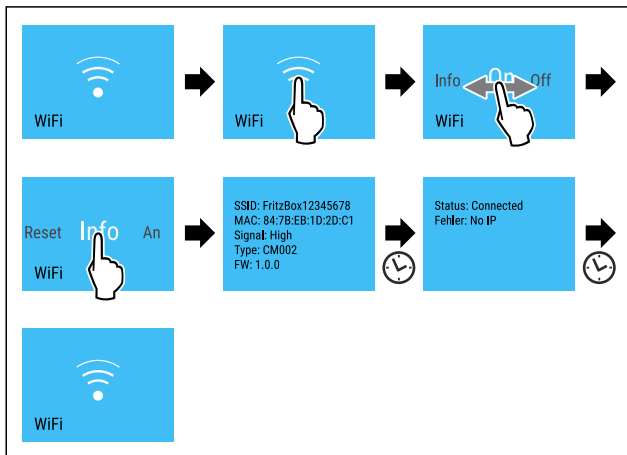 WiFi
WiFi
Info On Off
WiFi
Reset Info An
WiFi
SSID: FritzBox12345678
MAC: 84:7B:EB:1D:2D:C1
Signal: High
Type: CM002
FW: 1.0.0
Status: Connected
Fehler: No IP
WiFi